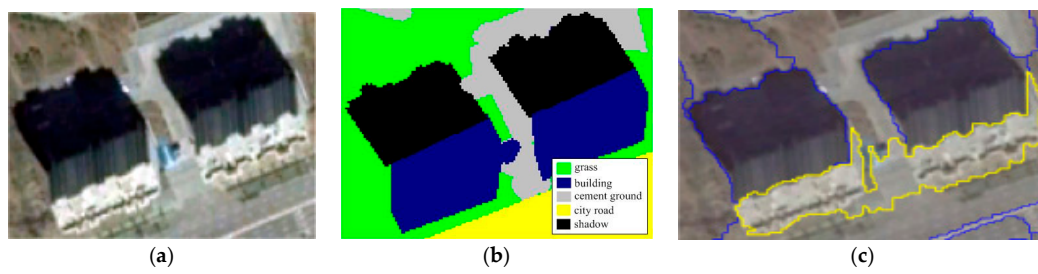 grass
building
cement ground
city road
shadow
(a)
(b)
(c)